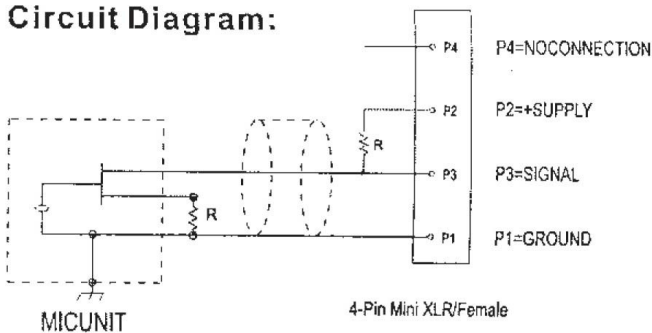 Circuit Diagram:
P4 P4=NOCONNECTION
P2 P2=+SUPPLY
R
P3 P3=SIGNAL
R
P1 P1=GROUND
4-Pin Mini XLR/Female
MICUNIT